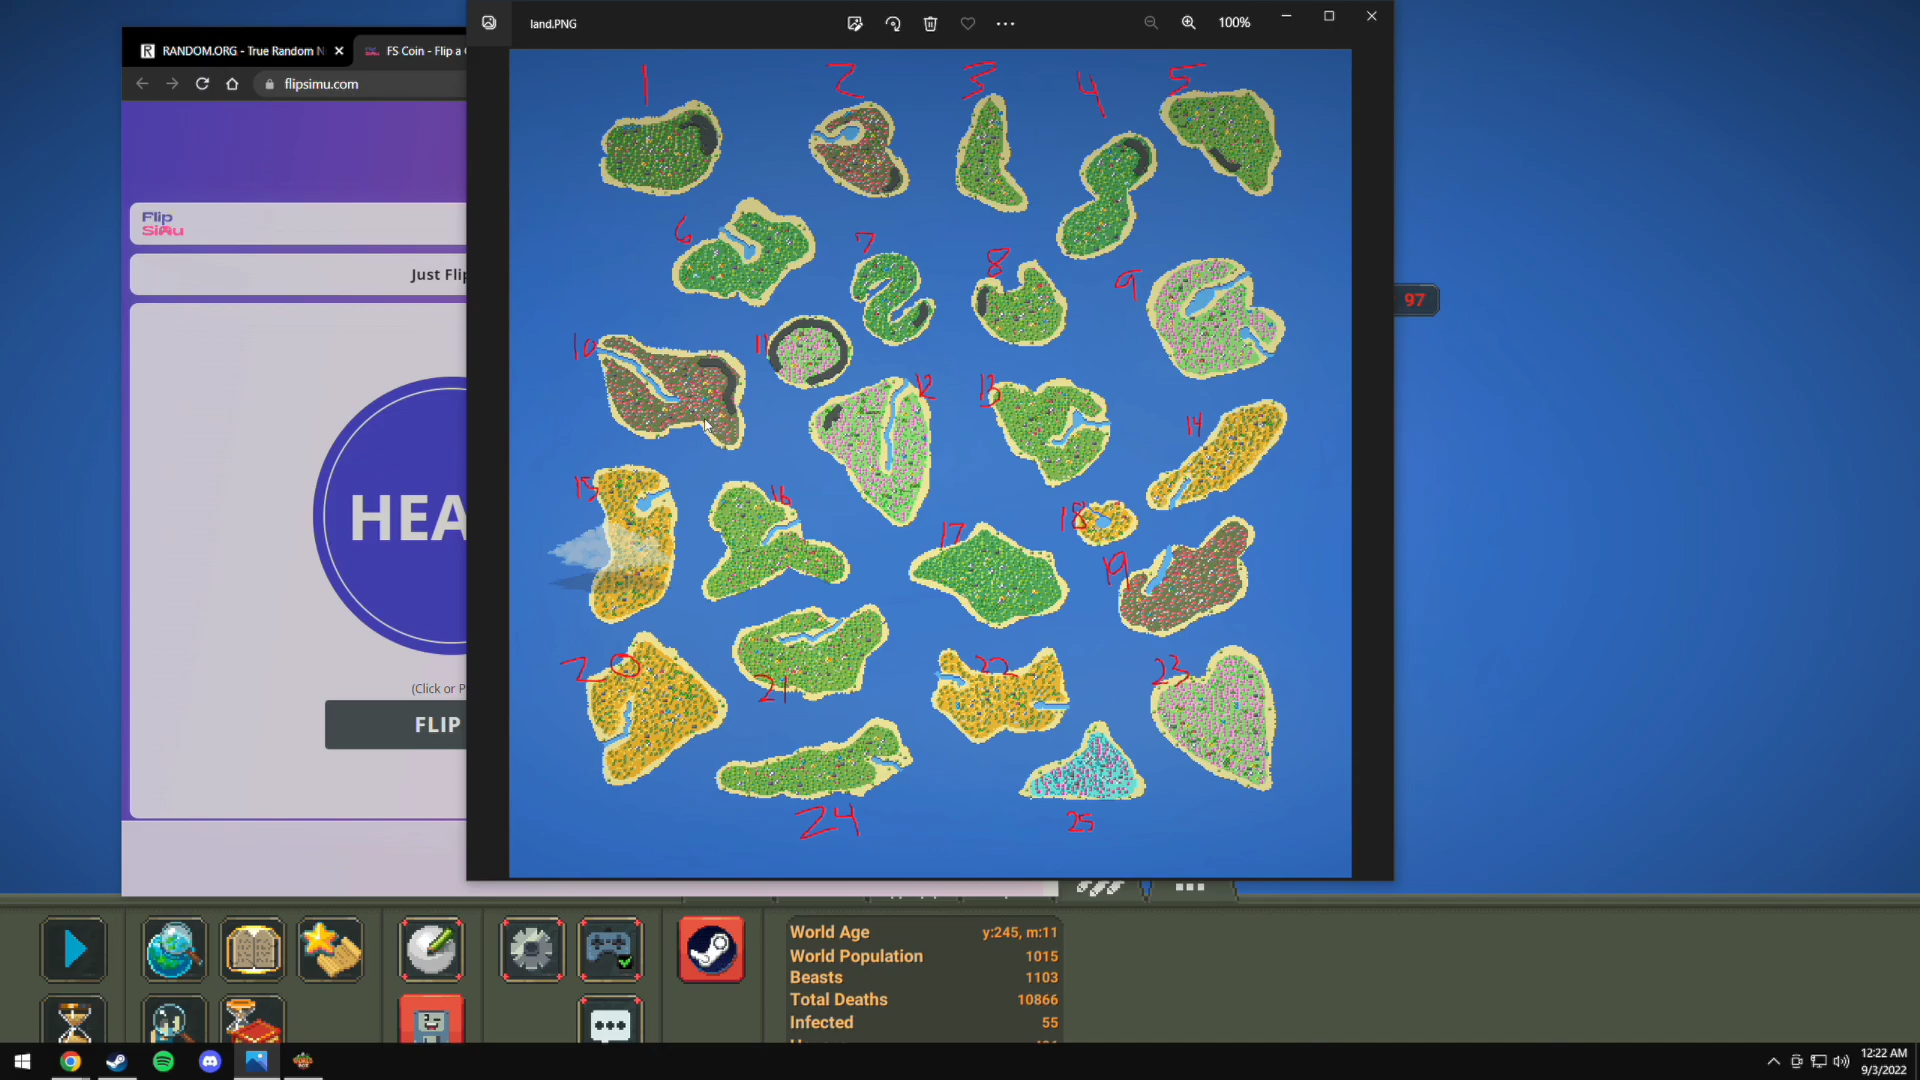 land.PNG
100%
RANDOM.ORG - True Random N
FS Coin - Flip a
flipsimu.com
Flip
Simu
Just Flip
HEA
(Click or P
FLIP
1
2
3
4
5
6
7
8
9
97
10
11
12
13
14
15
16
17
18
19
20
21
22
23
24
25
World Age y:245, m:11
World Population 1015
Beasts 1103
Total Deaths 10866
Infected 55
12:22 AM
9/3/2022